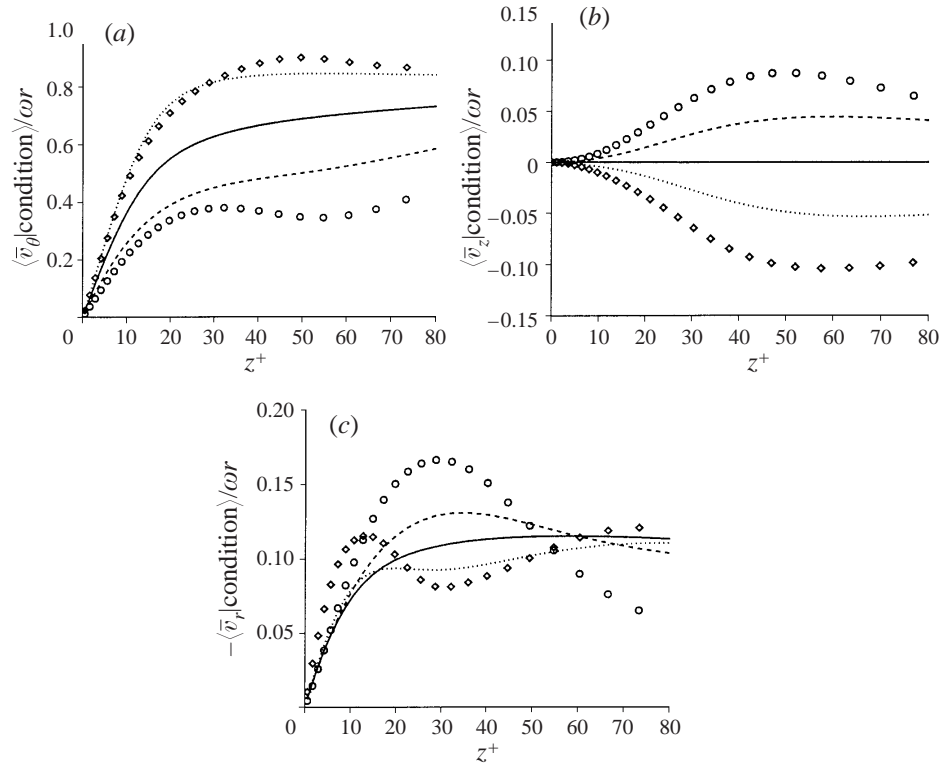 (a)
1.0
0.8
0.6
0.4
0.2
0 10 20 30 40 50 60 70 80
z⁺
⟨v̄_θ|condition⟩/ωr
(b)
0.15
0.10
0.05
0
−0.05
−0.10
−0.15
0 10 20 30 40 50 60 70 80
z⁺
⟨v̄_z|condition⟩/ωr
(c)
0.20
0.15
0.10
0.05
0 10 20 30 40 50 60 70 80
z⁺
−⟨v̄_r|condition⟩/ωr